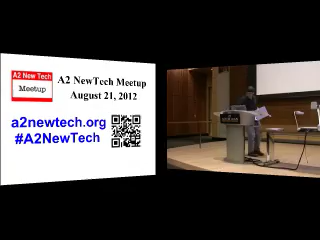 A2 New Tech
Meetup
A2 NewTech Meetup
August 21, 2012
a2newtech.org
#A2NewTech